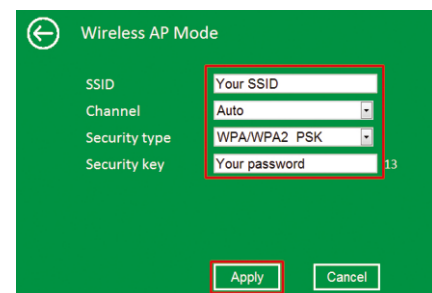 Wireless AP Mode
SSID Your SSID
Channel Auto
Security type WPA/WPA2 PSK
Security key Your password 13
Apply Cancel